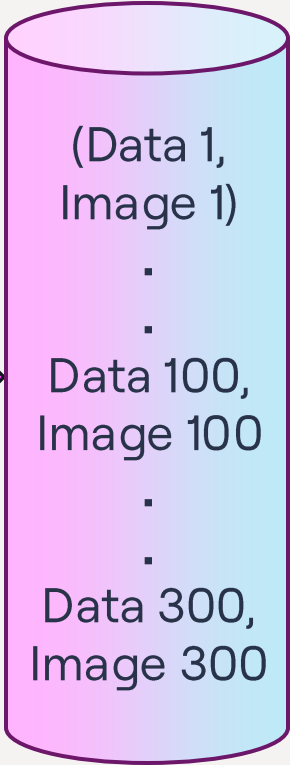 (Data 1,
Image 1)
.
.
Data 100,
Image 100
.
.
Data 300,
Image 300